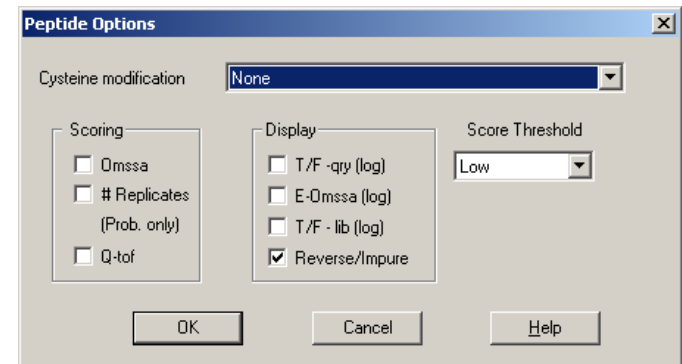 Peptide Options
Cysteine modification None
Scoring
Omssa
# Replicates
(Prob. only)
Q-tof
Display
T/F -qry (log)
E-Omssa (log)
T/F - lib (log)
Reverse/Impure
Score Threshold
Low
OK Cancel Help